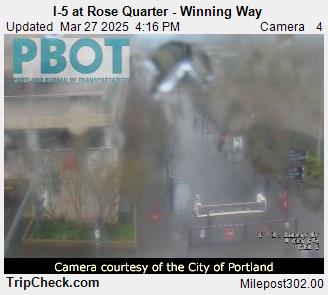 I-5 at Rose Quarter - Winning Way
Updated Mar 27 2025 4:16 PM Camera 4
PBOT
PORTLAND BUREAU OF TRANSPORTATION
Camera courtesy of the City of Portland
TripCheck.com Milepost302.00